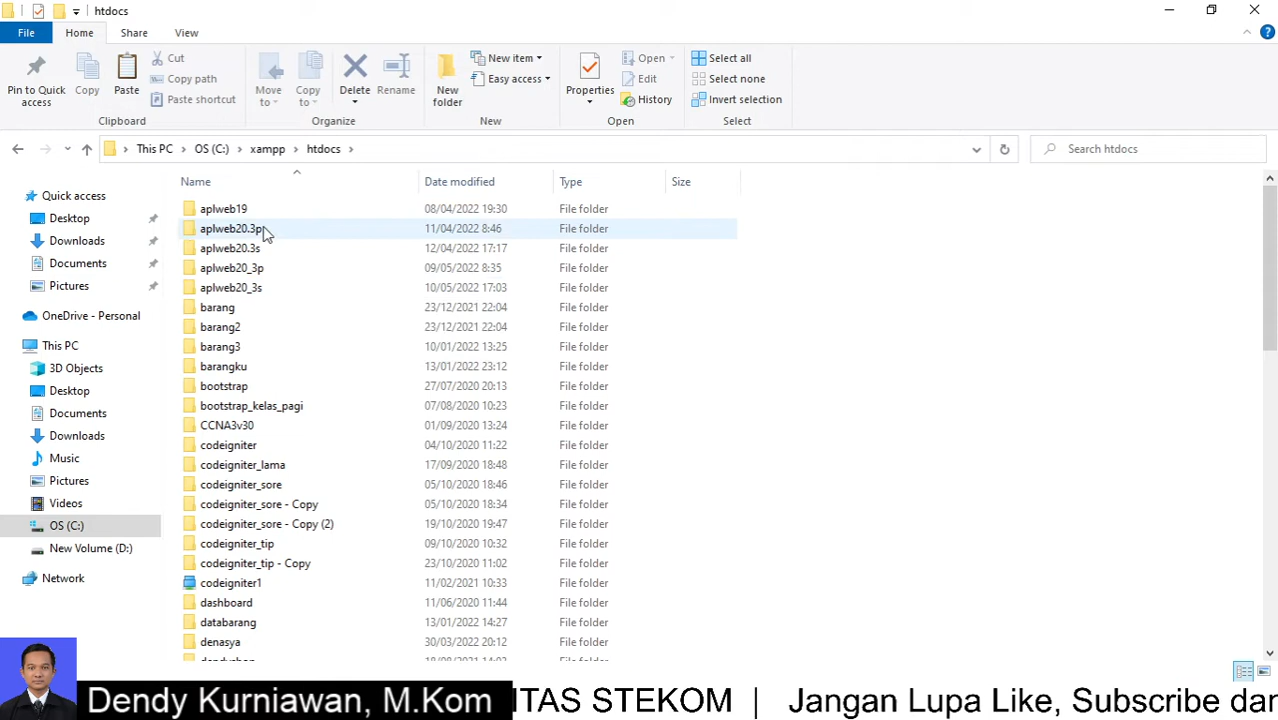 htdocs
File Home Share View
Pin to Quick access
Copy
Paste
Cut
Copy path
Paste shortcut
Clipboard
Move to
Copy to
Delete
Rename
Organize
New folder
New item
Easy access
New
Properties
Open
Edit
History
Open
Select all
Select none
Invert selection
Select
This PC OS (C:) xampp htdocs
Search htdocs
Quick access
Desktop
Downloads
Documents
Pictures
OneDrive - Personal
This PC
3D Objects
Desktop
Documents
Downloads
Music
Pictures
Videos
OS (C:)
New Volume (D:)
Network
Name Date modified Type Size
aplweb19 08/04/2022 19:30 File folder
aplweb20.3p 11/04/2022 8:46 File folder
aplweb20.3s 12/04/2022 17:17 File folder
aplweb20_3p 09/05/2022 8:35 File folder
aplweb20_3s 10/05/2022 17:03 File folder
barang 23/12/2021 22:04 File folder
barang2 23/12/2021 22:04 File folder
barang3 10/01/2022 13:25 File folder
barangku 13/01/2022 23:12 File folder
bootstrap 27/07/2020 20:13 File folder
bootstrap_kelas_pagi 07/08/2020 10:23 File folder
CCNA3v30 01/09/2020 13:24 File folder
codeigniter 04/10/2020 11:22 File folder
codeigniter_lama 17/09/2020 18:48 File folder
codeigniter_sore 05/10/2020 18:46 File folder
codeigniter_sore - Copy 05/10/2020 18:34 File folder
codeigniter_sore - Copy (2) 19/10/2020 19:47 File folder
codeigniter_tip 09/10/2020 10:32 File folder
codeigniter_tip - Copy 23/10/2020 11:02 File folder
codeigniter1 11/02/2021 10:33 File folder
dashboard 11/06/2020 11:44 File folder
databarang 13/01/2022 14:27 File folder
denasya 30/03/2022 20:12 File folder
Dendy Kurniawan, M.Kom ITAS STEKOM | Jangan Lupa Like, Subscribe dar